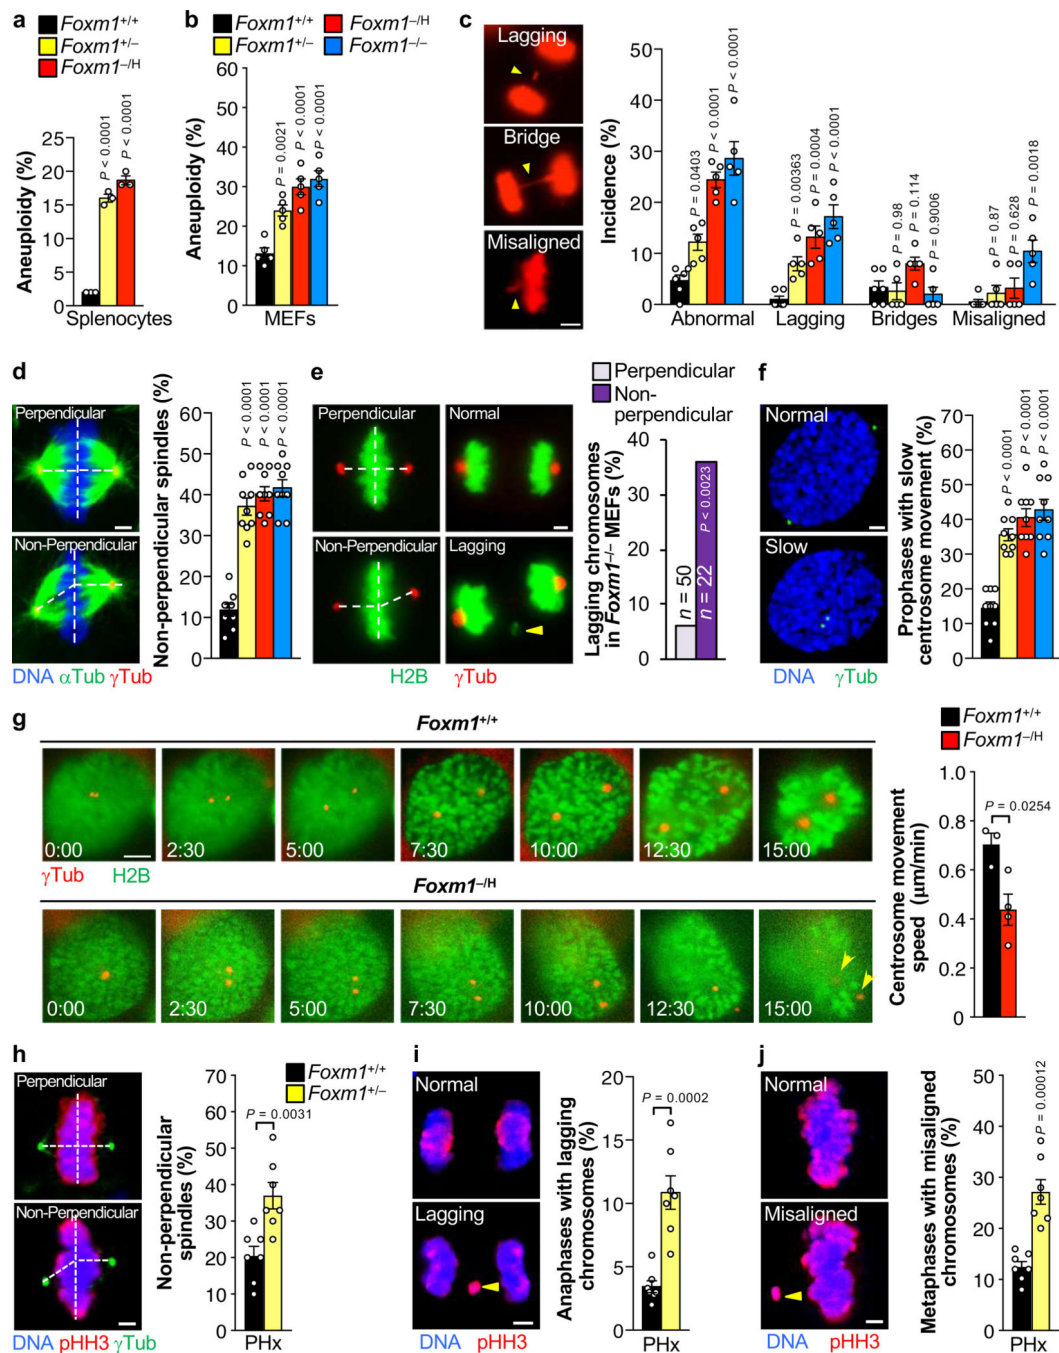 a
Foxm1+/+
Foxm1+/–
Foxm1–/H
Aneuploidy (%)
25
20
15
10
5
0
P < 0.0001
P < 0.0001
Splenocytes
b
Foxm1+/+
Foxm1+/–
Foxm1–/H
Foxm1–/–
Aneuploidy (%)
60
50
40
30
20
10
0
P = 0.0021
P < 0.0001
P < 0.0001
MEFs
c
Lagging
Bridge
Misaligned
Incidence (%)
50
40
30
20
10
0
P = 0.0403
P < 0.0001
P < 0.0001
P = 0.00363
P = 0.0004
P < 0.0001
P = 0.98
P = 0.114
P = 0.9006
P = 0.87
P = 0.628
P = 0.0018
Abnormal
Lagging
Bridges
Misaligned
d
Perpendicular
Non-Perpendicular
DNA αTub γTub
Non-perpendicular spindles (%)
60
50
40
30
20
10
0
P < 0.0001
P < 0.0001
P < 0.0001
e
Perpendicular
Normal
Non-Perpendicular
Lagging
H2B
γTub
Perpendicular
Non-
perpendicular
Lagging chromosomes
in Foxm1–/– MEFs (%)
40
30
20
10
0
n = 50
n = 22
P < 0.0023
f
Normal
Slow
DNA
γTub
Prophases with slow
centrosome movement (%)
70
60
50
40
30
20
10
0
P < 0.0001
P < 0.0001
P < 0.0001
g
Foxm1+/+
0:00
2:30
5:00
7:30
10:00
12:30
15:00
γTub
H2B
Foxm1–/H
0:00
2:30
5:00
7:30
10:00
12:30
15:00
Foxm1+/+
Foxm1–/H
Centrosome movement
speed (μm/min)
1.0
0.8
0.6
0.4
0.2
0
P = 0.0254
h
Perpendicular
Non-Perpendicular
DNA pHH3 γTub
Non-perpendicular
spindles (%)
70
60
50
40
30
20
10
0
Foxm1+/+
Foxm1+/–
P = 0.0031
PHx
i
Normal
Lagging
DNA
pHH3
Anaphases with lagging
chromosomes (%)
20
15
10
5
0
P = 0.0002
PHx
j
Normal
Misaligned
DNA
pHH3
Metaphases with misaligned
chromosomes (%)
50
40
30
20
10
0
P = 0.00012
PHx